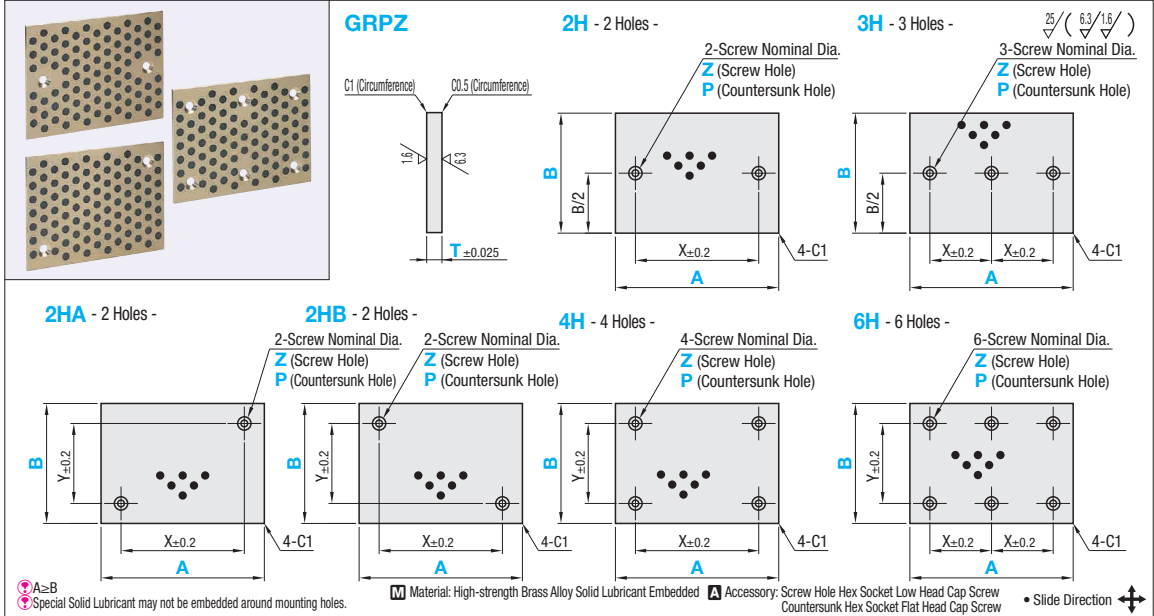 GRPZ
C1 (Circumference)
C0.5 (Circumference)
1.6
6.3
T ±0.025
2H - 2 Holes -
2-Screw Nominal Dia.
Z (Screw Hole)
P (Countersunk Hole)
B
B/2
X±0.2
A
4-C1
3H - 3 Holes -
25 ( 6.3 1.6 )
3-Screw Nominal Dia.
Z (Screw Hole)
P (Countersunk Hole)
B
B/2
X±0.2
X±0.2
A
4-C1
2HA - 2 Holes -
2-Screw Nominal Dia.
Z (Screw Hole)
P (Countersunk Hole)
B
Y±0.2
X±0.2
A
4-C1
2HB - 2 Holes -
2-Screw Nominal Dia.
Z (Screw Hole)
P (Countersunk Hole)
B
Y±0.2
X±0.2
A
4-C1
4H - 4 Holes -
4-Screw Nominal Dia.
Z (Screw Hole)
P (Countersunk Hole)
B
Y±0.2
X±0.2
A
4-C1
6H - 6 Holes -
6-Screw Nominal Dia.
Z (Screw Hole)
P (Countersunk Hole)
B
Y±0.2
X±0.2
X±0.2
A
4-C1
A≥B
Special Solid Lubricant may not be embedded around mounting holes.
M Material: High-strength Brass Alloy Solid Lubricant Embedded
A Accessory: Screw Hole Hex Socket Low Head Cap Screw
Countersunk Hex Socket Flat Head Cap Screw
• Slide Direction